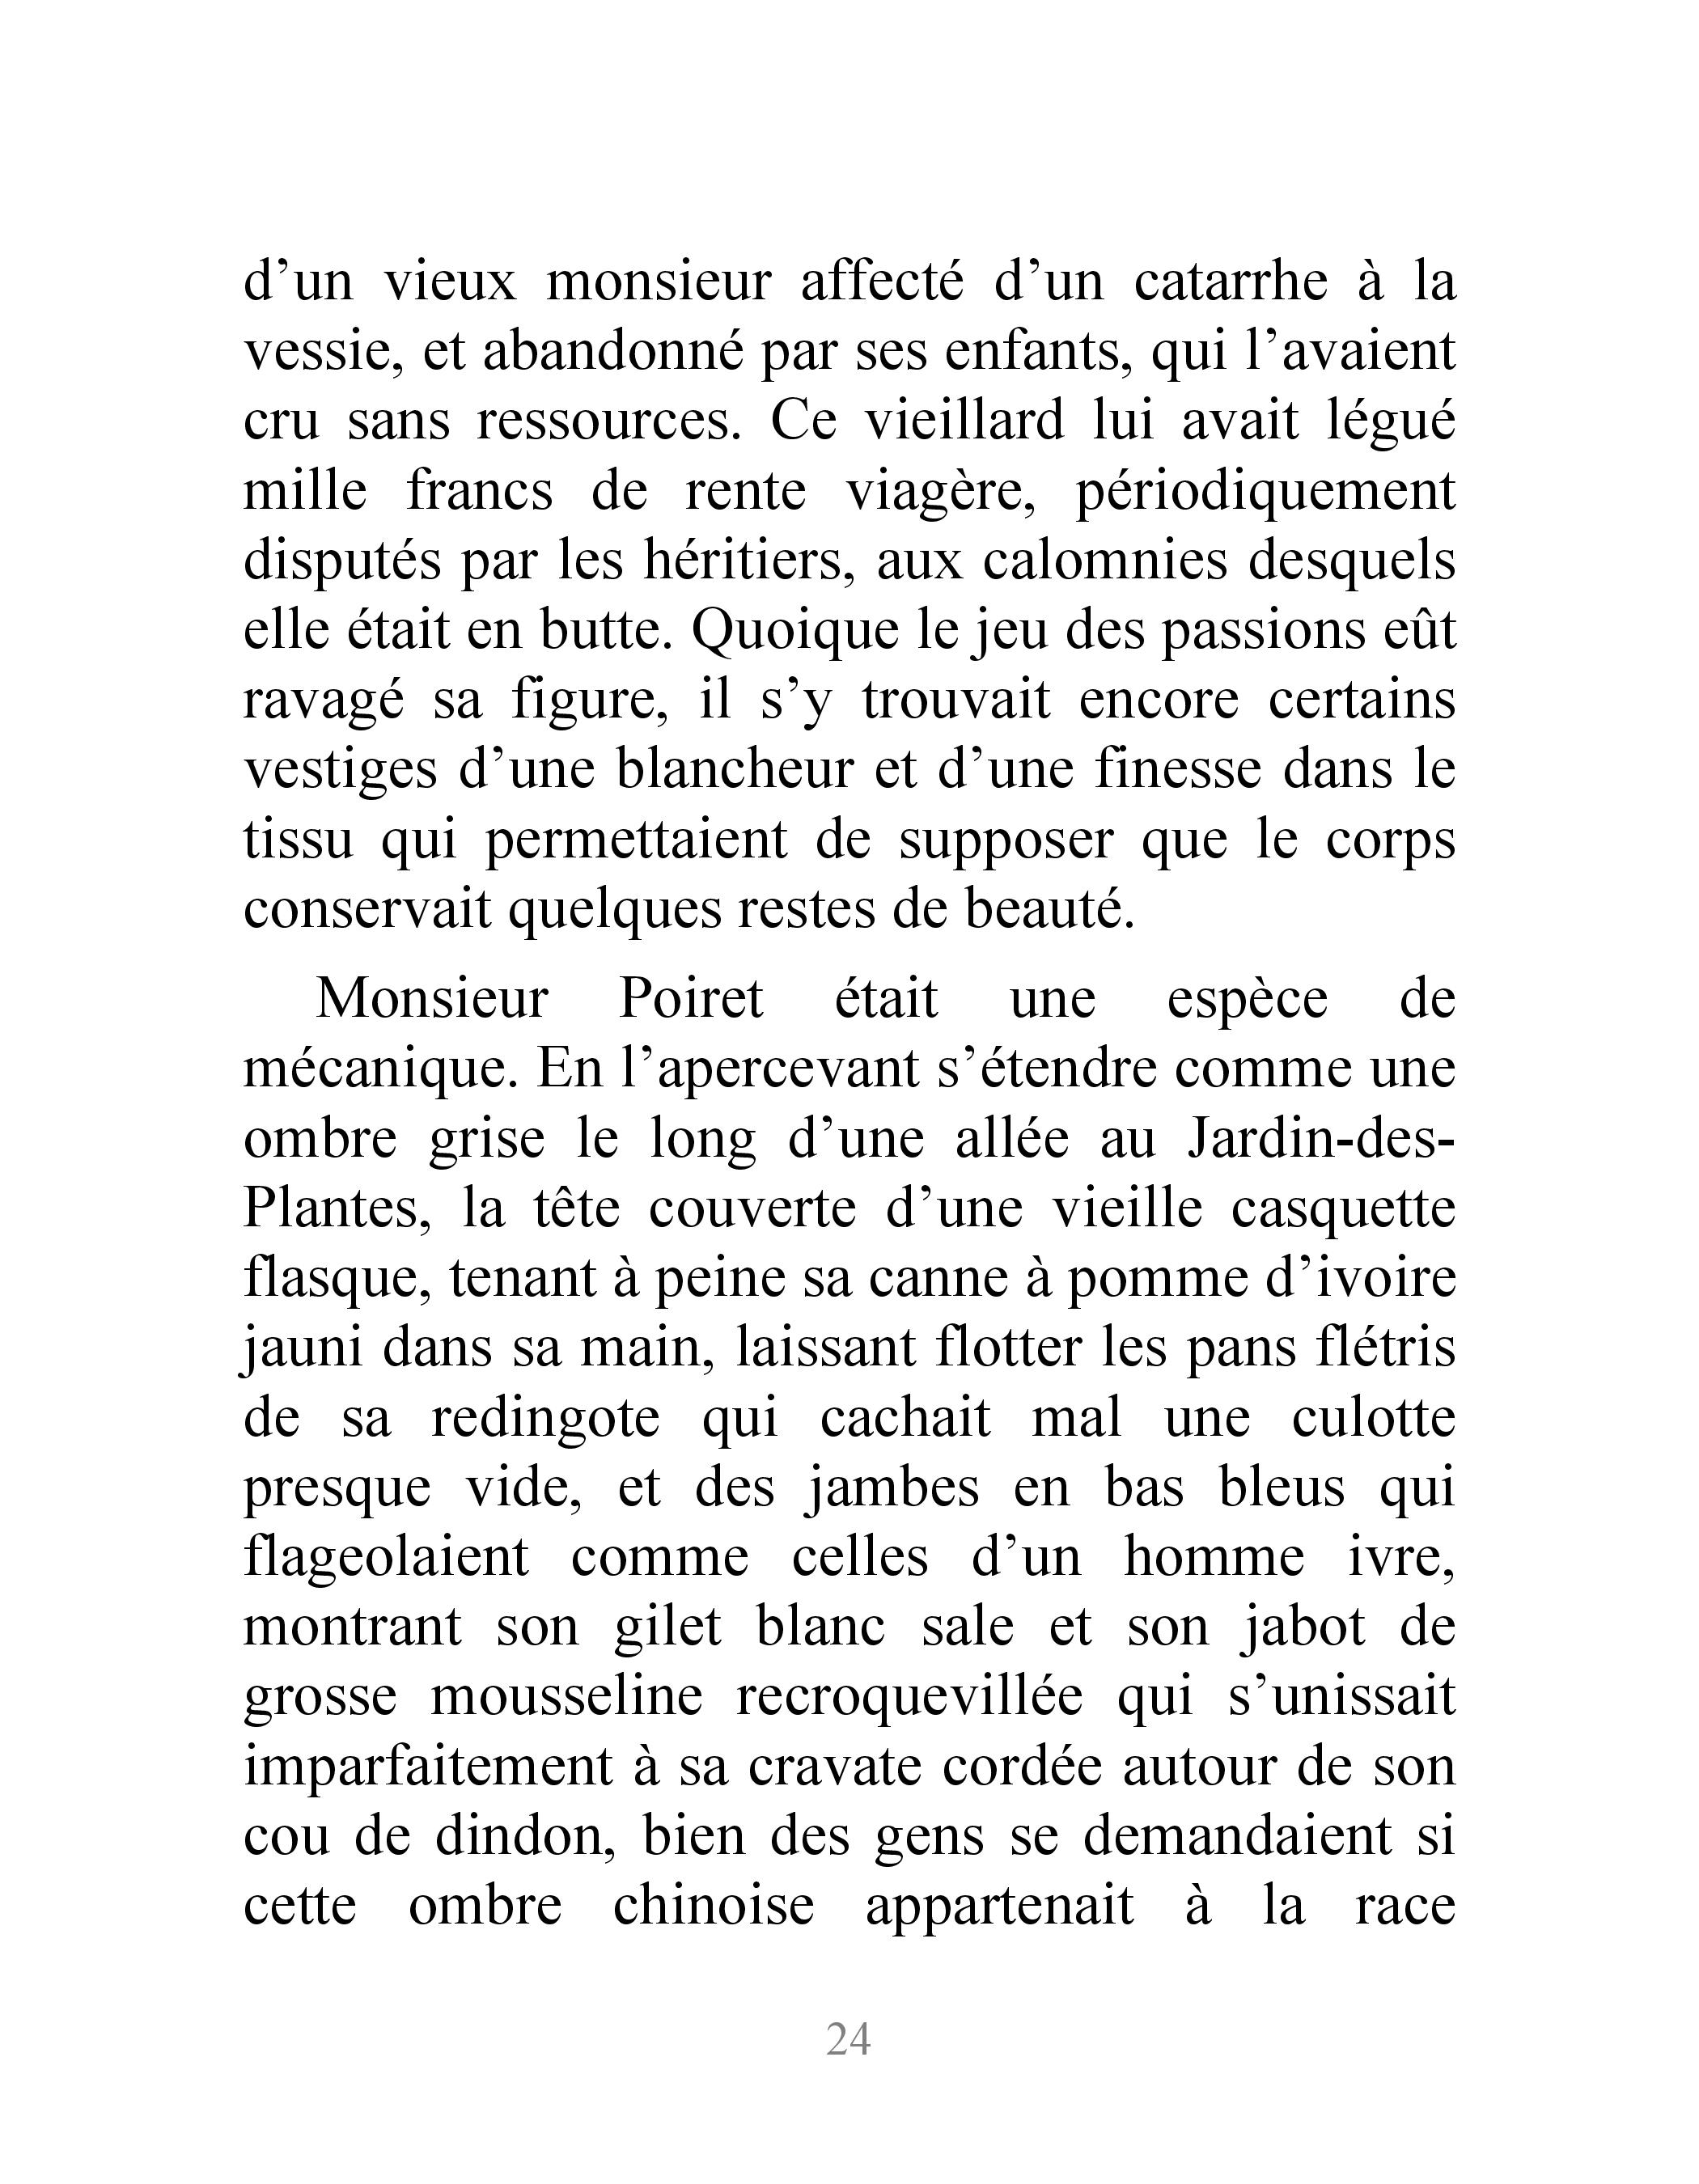 d’un vieux monsieur affecté d’un catarrhe à la
vessie, et abandonné par ses enfants, qui l’avaient
cru sans ressources. Ce vieillard lui avait légué
mille francs de rente viagère, périodiquement
disputés par les héritiers, aux calomnies desquels
elle était en butte. Quoique le jeu des passions eût
ravagé sa figure, il s’y trouvait encore certains
vestiges d’une blancheur et d’une finesse dans le
tissu qui permettaient de supposer que le corps
conservait quelques restes de beauté.
Monsieur Poiret était une espèce de
mécanique. En l’apercevant s’étendre comme une
ombre grise le long d’une allée au Jardin-des-
Plantes, la tête couverte d’une vieille casquette
flasque, tenant à peine sa canne à pomme d’ivoire
jauni dans sa main, laissant flotter les pans flétris
de sa redingote qui cachait mal une culotte
presque vide, et des jambes en bas bleus qui
flageolaient comme celles d’un homme ivre,
montrant son gilet blanc sale et son jabot de
grosse mousseline recroquevillée qui s’unissait
imparfaitement à sa cravate cordée autour de son
cou de dindon, bien des gens se demandaient si
cette ombre chinoise appartenait à la race
24